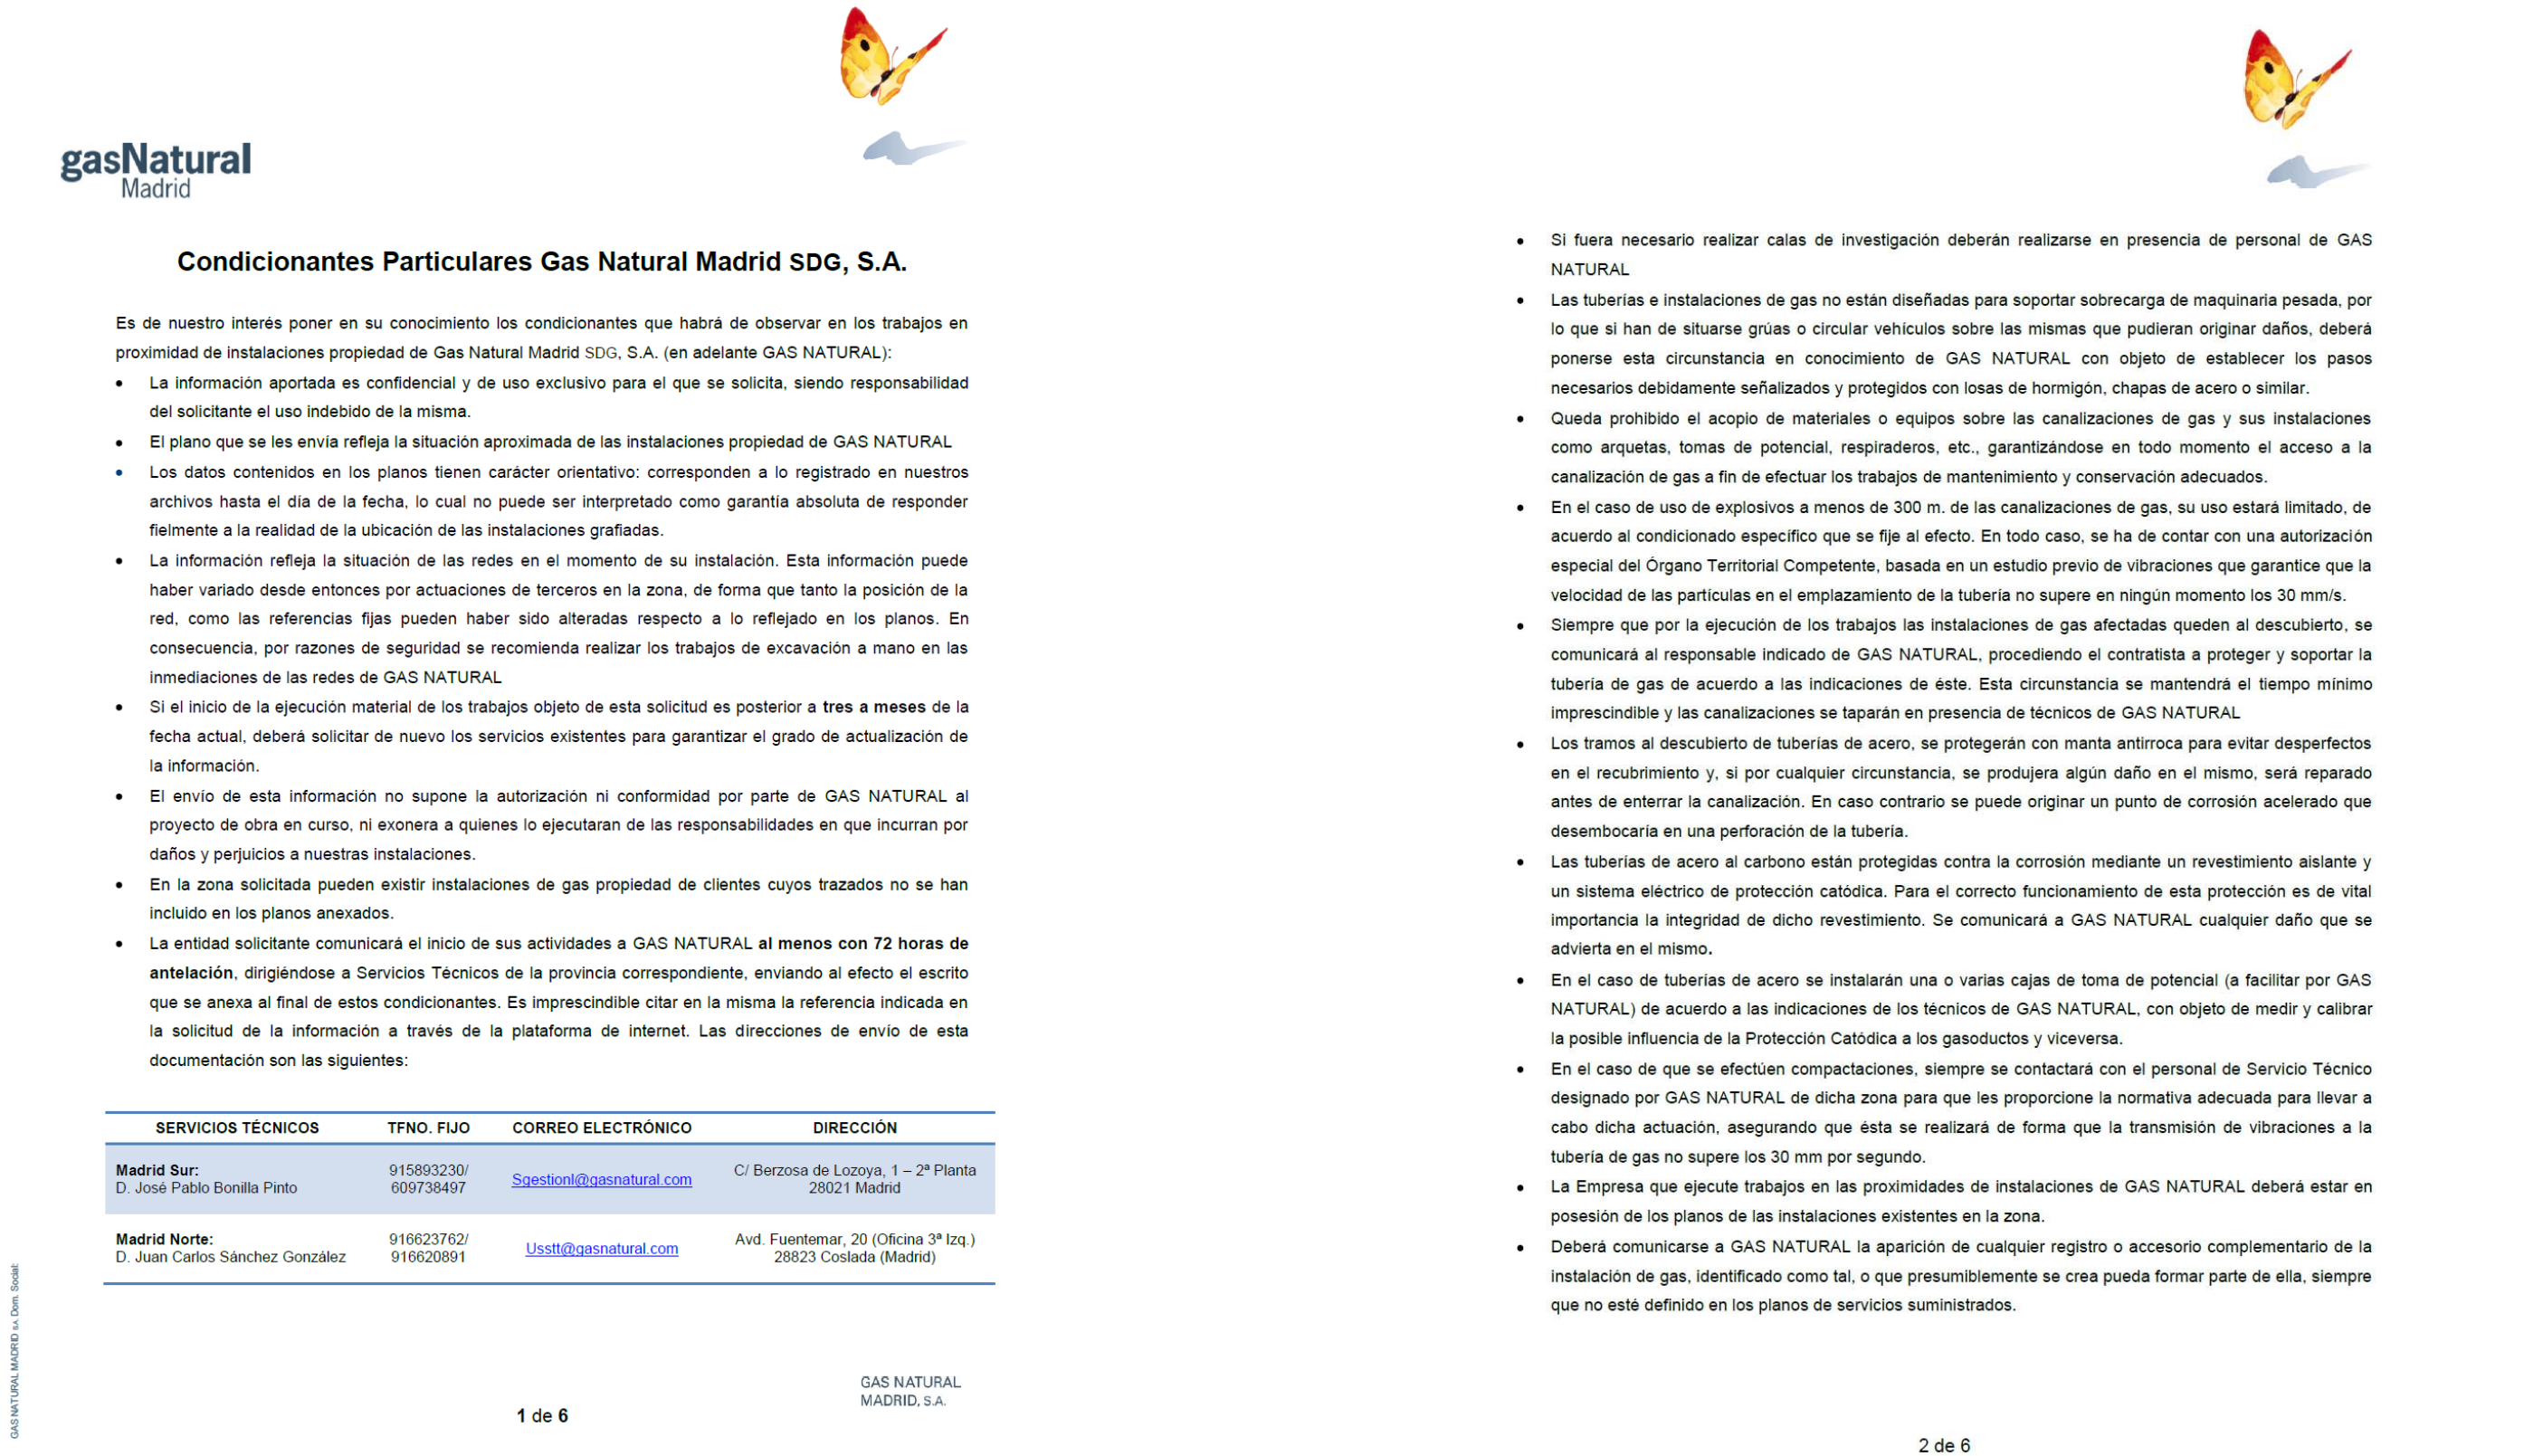 gasNatural
Madrid
Condicionantes Particulares Gas Natural Madrid SDG, S.A.
Es de nuestro interés poner en su conocimiento los condicionantes que habrá de observar en los trabajos en
proximidad de instalaciones propiedad de Gas Natural Madrid SDG, S.A. (en adelante GAS NATURAL):
• La información aportada es confidencial y de uso exclusivo para el que se solicita, siendo responsabilidad
del solicitante el uso indebido de la misma.
• El plano que se les envía refleja la situación aproximada de las instalaciones propiedad de GAS NATURAL
• Los datos contenidos en los planos tienen carácter orientativo: corresponden a lo registrado en nuestros
archivos hasta el día de la fecha, lo cual no puede ser interpretado como garantía absoluta de responder
fielmente a la realidad de la ubicación de las instalaciones grafiadas.
• La información refleja la situación de las redes en el momento de su instalación. Esta información puede
haber variado desde entonces por actuaciones de terceros en la zona, de forma que tanto la posición de la
red, como las referencias fijas pueden haber sido alteradas respecto a lo reflejado en los planos. En
consecuencia, por razones de seguridad se recomienda realizar los trabajos de excavación a mano en las
inmediaciones de las redes de GAS NATURAL
• Si el inicio de la ejecución material de los trabajos objeto de esta solicitud es posterior a tres a meses de la
fecha actual, deberá solicitar de nuevo los servicios existentes para garantizar el grado de actualización de
la información.
• El envío de esta información no supone la autorización ni conformidad por parte de GAS NATURAL al
proyecto de obra en curso, ni exonera a quienes lo ejecutaran de las responsabilidades en que incurran por
daños y perjuicios a nuestras instalaciones.
• En la zona solicitada pueden existir instalaciones de gas propiedad de clientes cuyos trazados no se han
incluido en los planos anexados.
• La entidad solicitante comunicará el inicio de sus actividades a GAS NATURAL al menos con 72 horas de
antelación, dirigiéndose a Servicios Técnicos de la provincia correspondiente, enviando al efecto el escrito
que se anexa al final de estos condicionantes. Es imprescindible citar en la misma la referencia indicada en
la solicitud de la información a través de la plataforma de internet. Las direcciones de envío de esta
documentación son las siguientes:
SERVICIOS TÉCNICOS TFNO. FIJO CORREO ELECTRÓNICO DIRECCIÓN
Madrid Sur: 915893230/ C/ Berzosa de Lozoya, 1 – 2ª Planta
D. José Pablo Bonilla Pinto 609738497 Sgestionl@gasnatural.com 28021 Madrid
Madrid Norte: 916623762/ Avd. Fuentemar, 20 (Oficina 3ª Izq.)
D. Juan Carlos Sánchez González 916620891 Usstt@gasnatural.com 28823 Coslada (Madrid)
GAS NATURAL MADRID S.A. Dom. Social:
GAS NATURAL
MADRID, S.A.
1 de 6
• Si fuera necesario realizar calas de investigación deberán realizarse en presencia de personal de GAS
NATURAL
• Las tuberías e instalaciones de gas no están diseñadas para soportar sobrecarga de maquinaria pesada, por
lo que si han de situarse grúas o circular vehículos sobre las mismas que pudieran originar daños, deberá
ponerse esta circunstancia en conocimiento de GAS NATURAL con objeto de establecer los pasos
necesarios debidamente señalizados y protegidos con losas de hormigón, chapas de acero o similar.
• Queda prohibido el acopio de materiales o equipos sobre las canalizaciones de gas y sus instalaciones
como arquetas, tomas de potencial, respiraderos, etc., garantizándose en todo momento el acceso a la
canalización de gas a fin de efectuar los trabajos de mantenimiento y conservación adecuados.
• En el caso de uso de explosivos a menos de 300 m. de las canalizaciones de gas, su uso estará limitado, de
acuerdo al condicionado específico que se fije al efecto. En todo caso, se ha de contar con una autorización
especial del Órgano Territorial Competente, basada en un estudio previo de vibraciones que garantice que la
velocidad de las partículas en el emplazamiento de la tubería no supere en ningún momento los 30 mm/s.
• Siempre que por la ejecución de los trabajos las instalaciones de gas afectadas queden al descubierto, se
comunicará al responsable indicado de GAS NATURAL, procediendo el contratista a proteger y soportar la
tubería de gas de acuerdo a las indicaciones de éste. Esta circunstancia se mantendrá el tiempo mínimo
imprescindible y las canalizaciones se taparán en presencia de técnicos de GAS NATURAL
• Los tramos al descubierto de tuberías de acero, se protegerán con manta antirroca para evitar desperfectos
en el recubrimiento y, si por cualquier circunstancia, se produjera algún daño en el mismo, será reparado
antes de enterrar la canalización. En caso contrario se puede originar un punto de corrosión acelerado que
desembocaría en una perforación de la tubería.
• Las tuberías de acero al carbono están protegidas contra la corrosión mediante un revestimiento aislante y
un sistema eléctrico de protección catódica. Para el correcto funcionamiento de esta protección es de vital
importancia la integridad de dicho revestimiento. Se comunicará a GAS NATURAL cualquier daño que se
advierta en el mismo.
• En el caso de tuberías de acero se instalarán una o varias cajas de toma de potencial (a facilitar por GAS
NATURAL) de acuerdo a las indicaciones de los técnicos de GAS NATURAL, con objeto de medir y calibrar
la posible influencia de la Protección Catódica a los gasoductos y viceversa.
• En el caso de que se efectúen compactaciones, siempre se contactará con el personal de Servicio Técnico
designado por GAS NATURAL de dicha zona para que les proporcione la normativa adecuada para llevar a
cabo dicha actuación, asegurando que ésta se realizará de forma que la transmisión de vibraciones a la
tubería de gas no supere los 30 mm por segundo.
• La Empresa que ejecute trabajos en las proximidades de instalaciones de GAS NATURAL deberá estar en
posesión de los planos de las instalaciones existentes en la zona.
• Deberá comunicarse a GAS NATURAL la aparición de cualquier registro o accesorio complementario de la
instalación de gas, identificado como tal, o que presumiblemente se crea pueda formar parte de ella, siempre
que no esté definido en los planos de servicios suministrados.
2 de 6